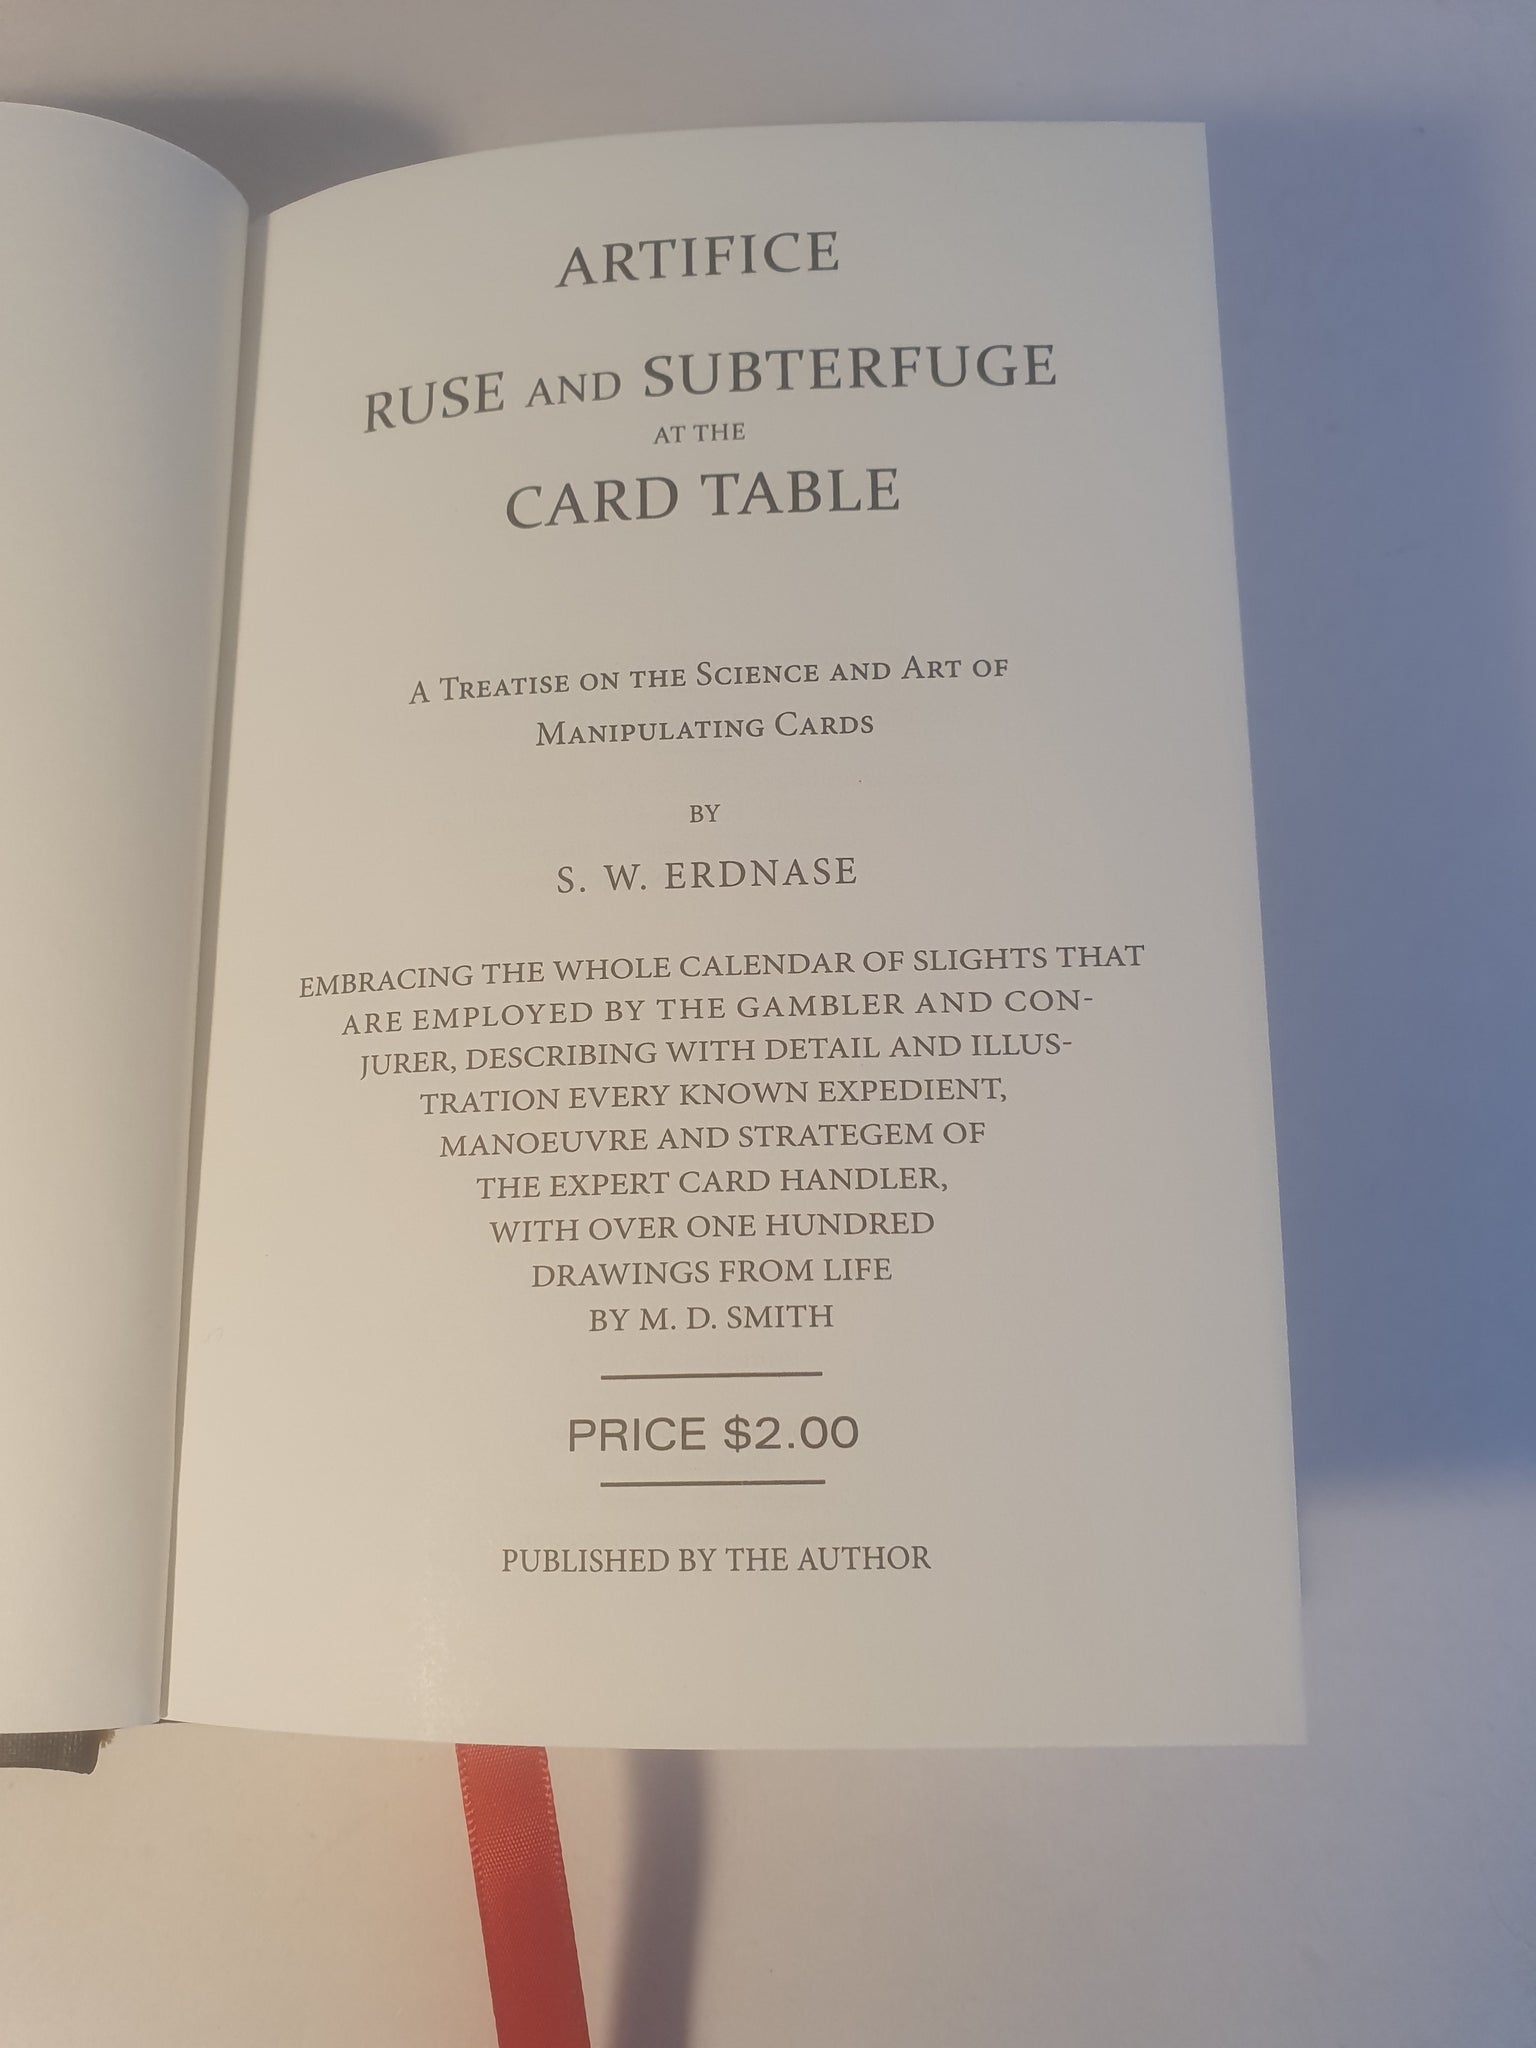 ARTIFICE
RUSE AND SUBTERFUGE
AT THE
CARD TABLE
A TREATISE ON THE SCIENCE AND ART OF
MANIPULATING CARDS
BY
S. W. ERDNASE
EMBRACING THE WHOLE CALENDAR OF SLIGHTS THAT
ARE EMPLOYED BY THE GAMBLER AND CON-
JURER, DESCRIBING WITH DETAIL AND ILLUS-
TRATION EVERY KNOWN EXPEDIENT,
MANOEUVRE AND STRATEGEM OF
THE EXPERT CARD HANDLER,
WITH OVER ONE HUNDRED
DRAWINGS FROM LIFE
BY M. D. SMITH
PRICE $2.00
PUBLISHED BY THE AUTHOR